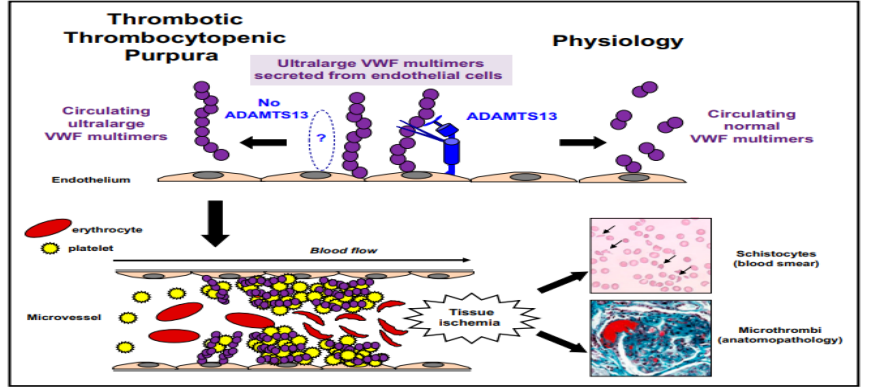 Thrombotic
Thrombocytopenic
Purpura
Physiology
Ultralarge VWF multimers
secreted from endothelial cells
Circulating
ultralarge
VWF multimers
No
ADAMTS13
?
ADAMTS13
Circulating
normal
VWF multimers
Endothelium
erythrocyte
platelet
Blood flow
Microvessel
Tissue
ischemia
Schistocytes
(blood smear)
Microthrombi
(anatomopathology)